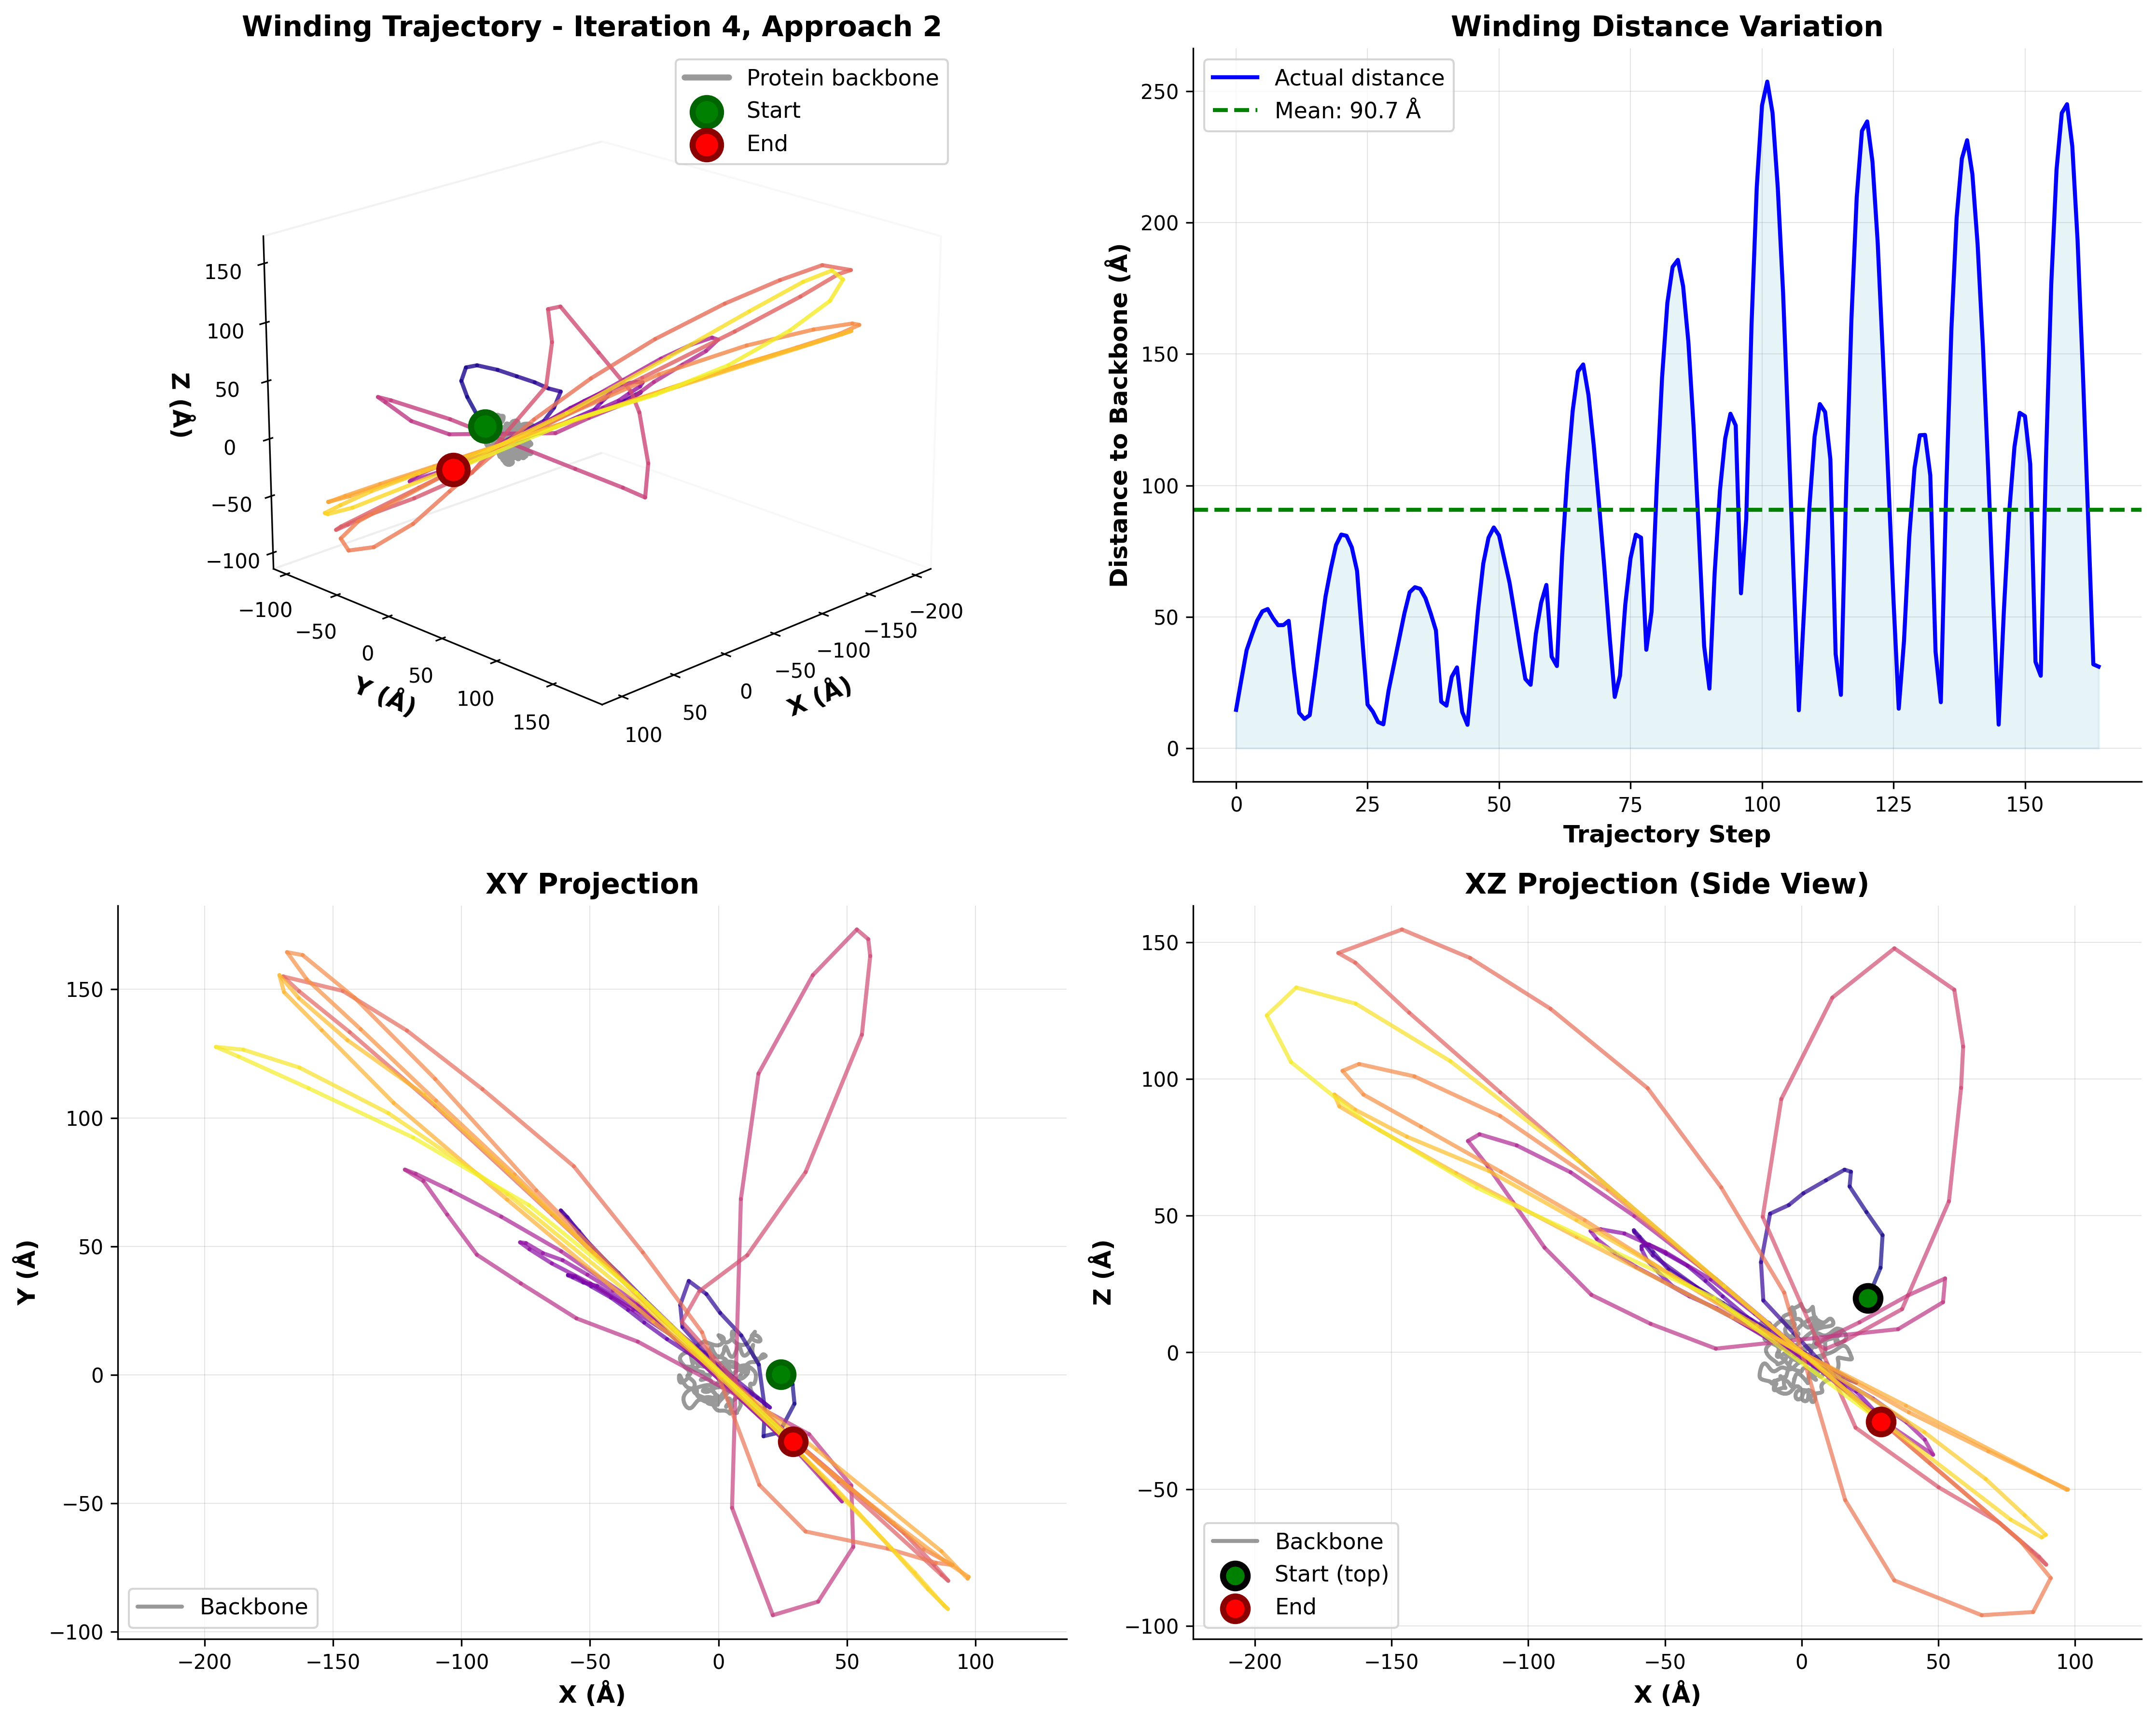 Winding Trajectory - Iteration 4, Approach 2
Protein backbone
Start
End
150
100
50
0
−50
−100
Z (Å)
−100
−50
0
50
100
150
Y (Å)
100
50
0
−50
−100
−150
−200
X (Å)
Winding Distance Variation
Actual distance
Mean: 90.7 Å
250
200
150
100
50
0
Distance to Backbone (Å)
0 25 50 75 100 125 150
Trajectory Step
XY Projection
150
100
50
0
−50
−100
Y (Å)
Backbone
−200 −150 −100 −50 0 50 100
X (Å)
XZ Projection (Side View)
150
100
50
0
−50
−100
Z (Å)
Backbone
Start (top)
End
−200 −150 −100 −50 0 50 100
X (Å)